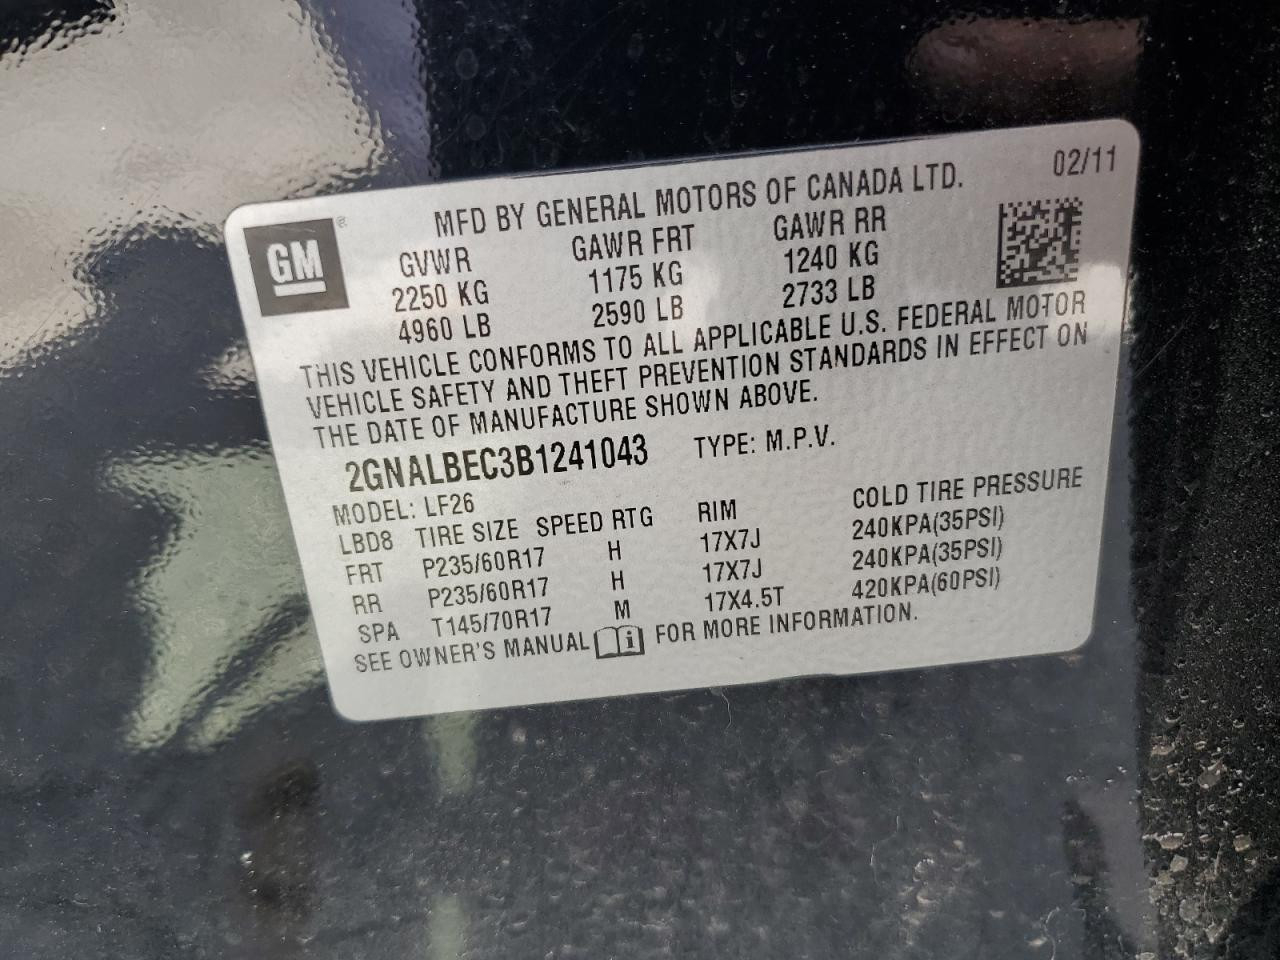 02/11
GM ®
MFD BY GENERAL MOTORS OF CANADA LTD.
GVWR GAWR FRT GAWR RR
2250 KG 1175 KG 1240 KG
4960 LB 2590 LB 2733 LB
THIS VEHICLE CONFORMS TO ALL APPLICABLE U.S. FEDERAL MOTOR
VEHICLE SAFETY AND THEFT PREVENTION STANDARDS IN EFFECT ON
THE DATE OF MANUFACTURE SHOWN ABOVE.
2GNALBEC3B1241043 TYPE: M.P.V.
MODEL: LF26
LBD8 TIRE SIZE SPEED RTG RIM COLD TIRE PRESSURE
FRT P235/60R17 H 17X7J 240KPA(35PSI)
RR P235/60R17 H 17X7J 240KPA(35PSI)
SPA T145/70R17 M 17X4.5T 420KPA(60PSI)
SEE OWNER'S MANUAL i FOR MORE INFORMATION.